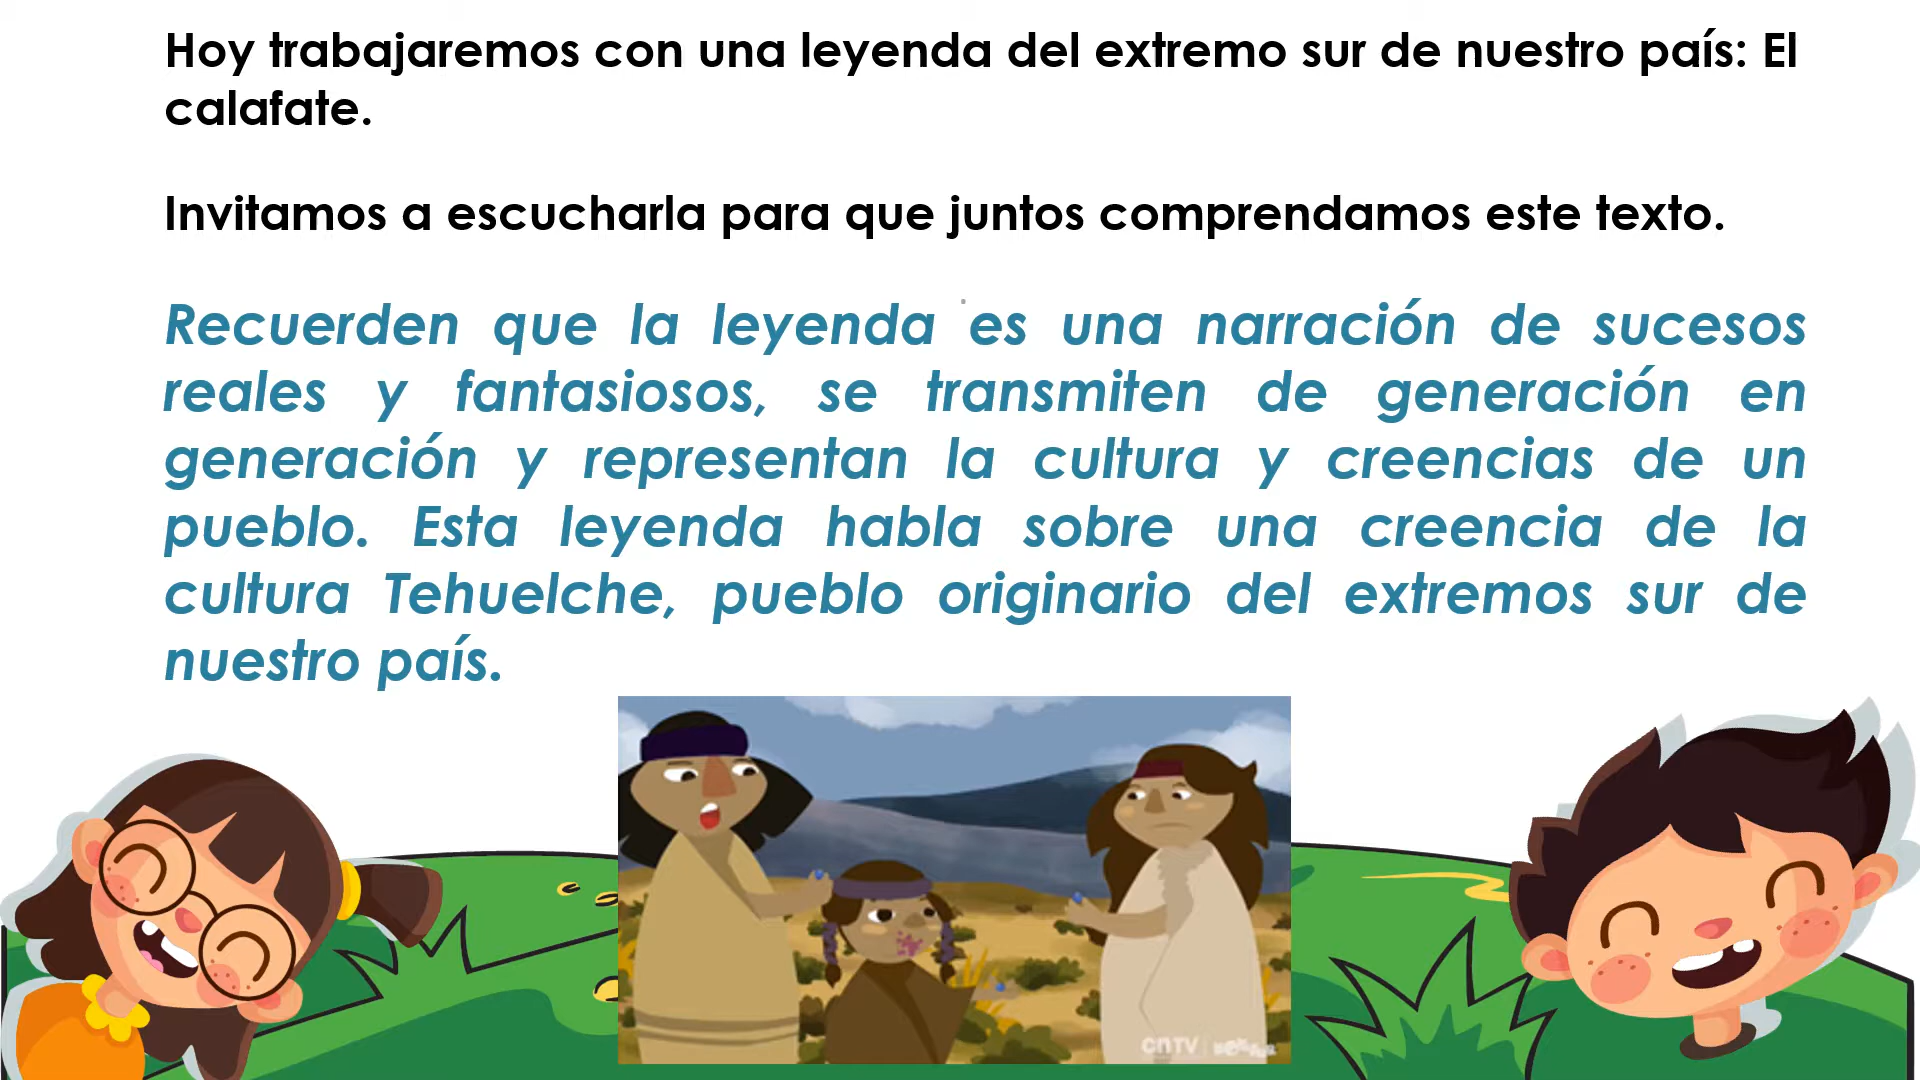 Hoy trabajaremos con una leyenda del extremo sur de nuestro país: El
calafate.
Invitamos a escucharla para que juntos comprendamos este texto.
Recuerden que la leyenda es una narración de sucesos
reales y fantasiosos, se transmiten de generación en
generación y representan la cultura y creencias de un
pueblo. Esta leyenda habla sobre una creencia de la
cultura Tehuelche, pueblo originario del extremos sur de
nuestro país.
CNTV